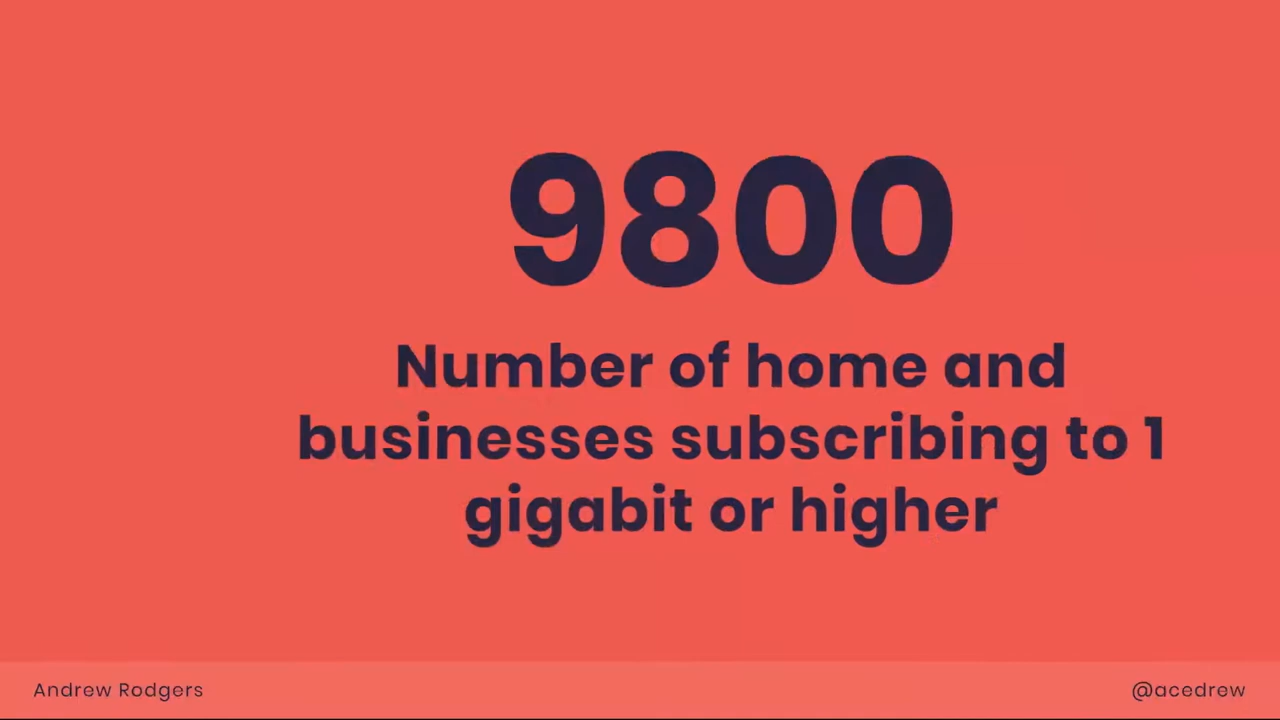 9800
Number of home and
businesses subscribing to 1
gigabit or higher
Andrew Rodgers
@acedrew